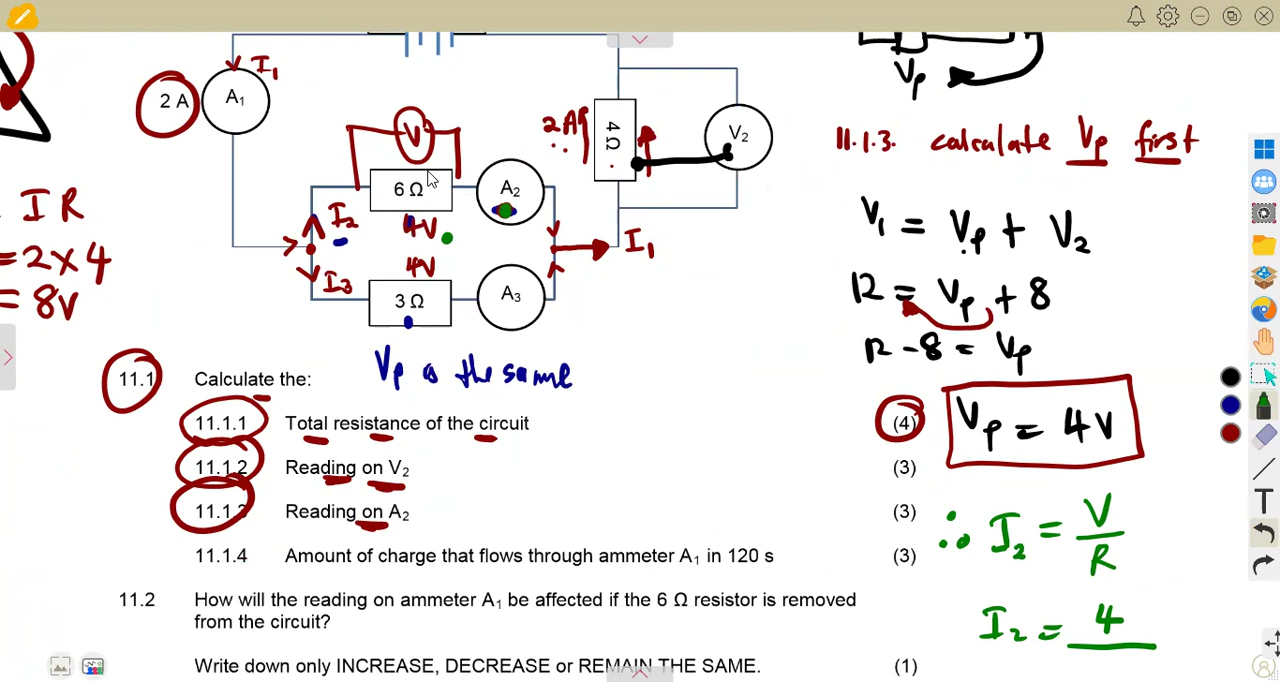 I1
2 A
A1
V
2A
4Ω
V2
Vp
11.1.3. calculate Vp first
6 Ω
A2
I R
= 2 x 4
= 8V
I2
4V
I1
V1 = Vp + V2
4V
I3
3 Ω
A3
12 = Vp + 8
12 - 8 = Vp
Vp is the same
11.1 Calculate the:
11.1.1 Total resistance of the circuit (4)
Vp = 4V
11.1.2 Reading on V2 (3)
11.1.3 Reading on A2 (3)
∴ I2 = V/R
11.1.4 Amount of charge that flows through ammeter A1 in 120 s (3)
11.2 How will the reading on ammeter A1 be affected if the 6 Ω resistor is removed
from the circuit?
I2 = 4
Write down only INCREASE, DECREASE or REMAIN THE SAME. (1)
T